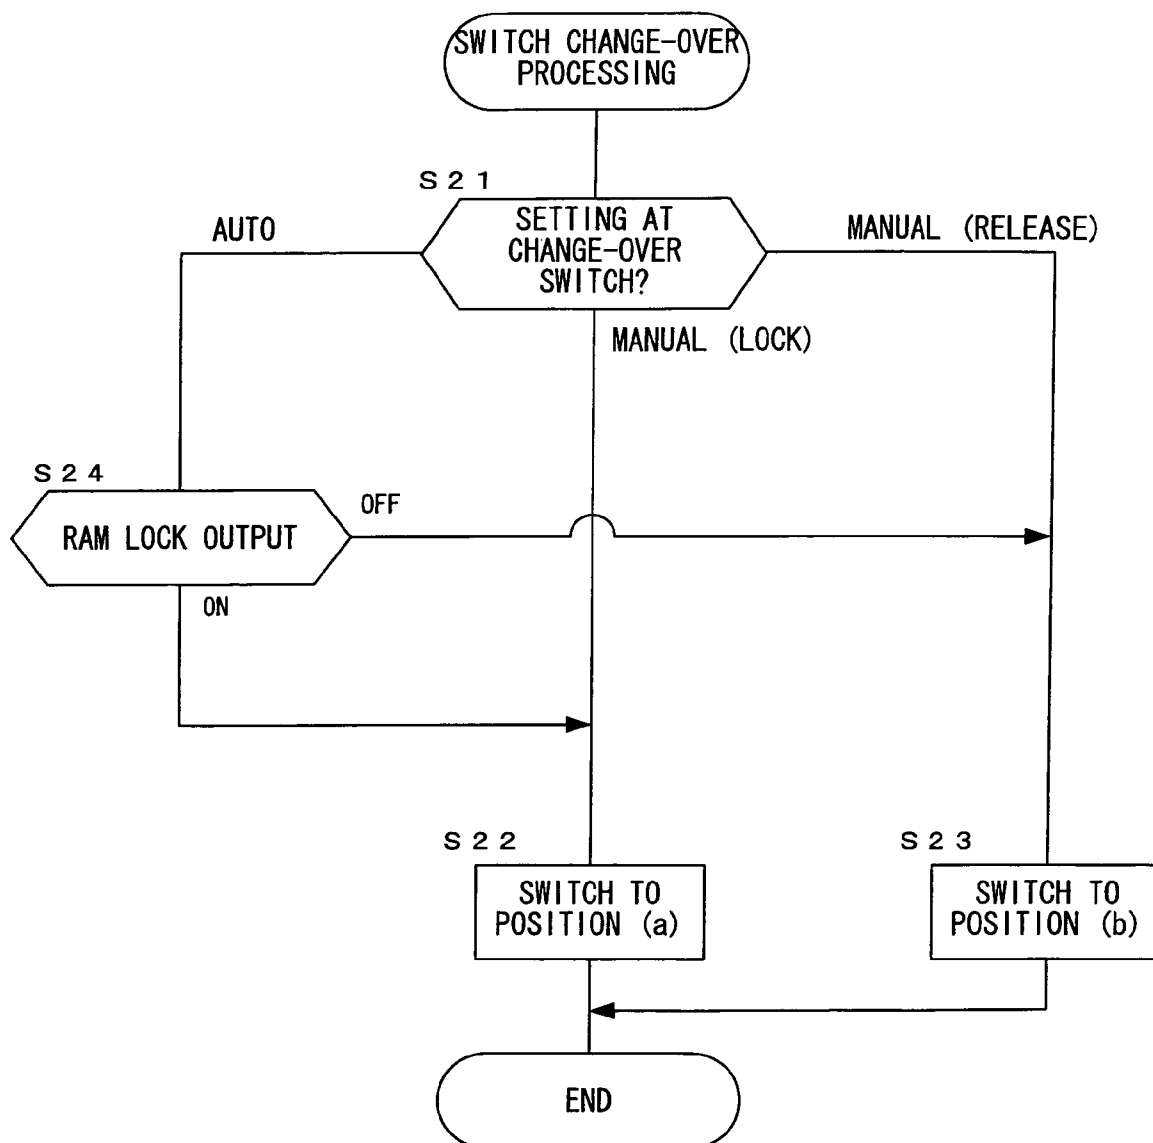 SWITCH CHANGE-OVER
PROCESSING
S21
SETTING AT
CHANGE-OVER
SWITCH?
AUTO
MANUAL (RELEASE)
MANUAL (LOCK)
S24
RAM LOCK OUTPUT
OFF
ON
S22
SWITCH TO
POSITION (a)
S23
SWITCH TO
POSITION (b)
END